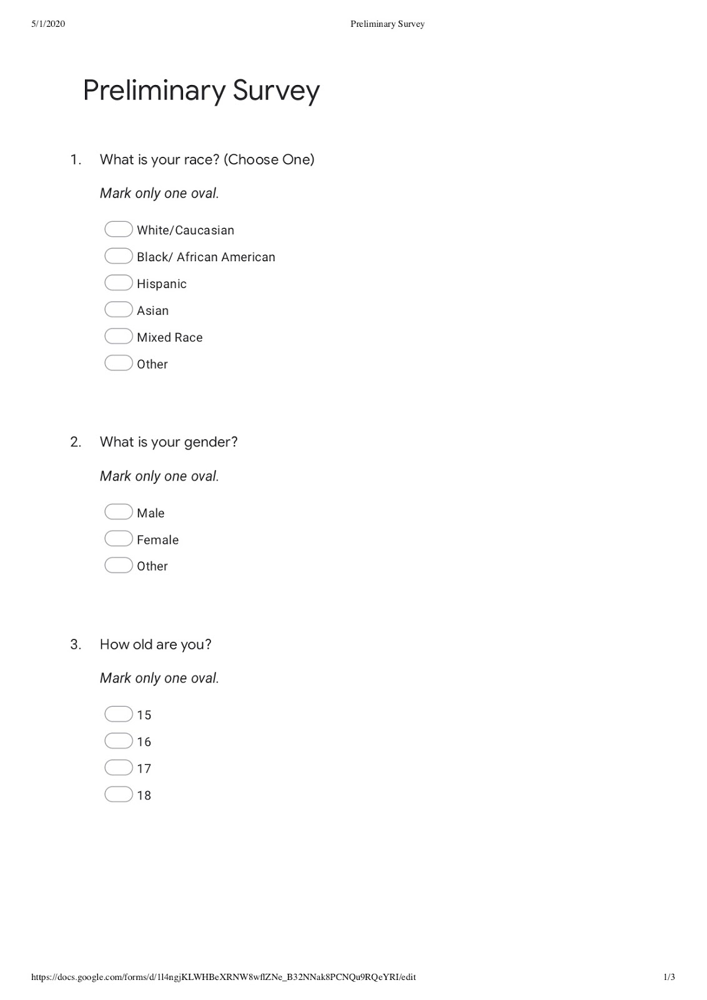 5/1/2020 Preliminary Survey
Preliminary Survey
1. What is your race? (Choose One)
Mark only one oval.
White/Caucasian
Black/ African American
Hispanic
Asian
Mixed Race
Other
2. What is your gender?
Mark only one oval.
Male
Female
Other
3. How old are you?
Mark only one oval.
15
16
17
18
https://docs.google.com/forms/d/1l4ngjKLWHBeXRNW8wflZNe_B32NNak8PCNQu9RQeYRI/edit 1/3